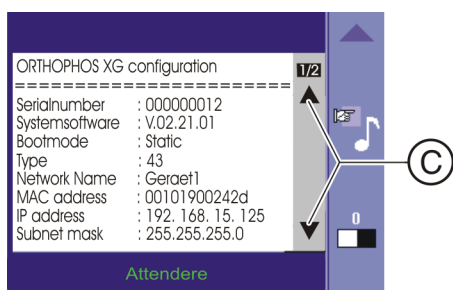 ORTHOPHOS XG configuration
1/2
==========================
Serialnumber : 000000012
Systemsoftware : V.02.21.01
Bootmode : Static
Type : 43
Network Name : Geraet1
MAC address : 00101900242d
IP address : 192. 168. 15. 125
Subnet mask : 255.255.255.0
C
0
Attendere